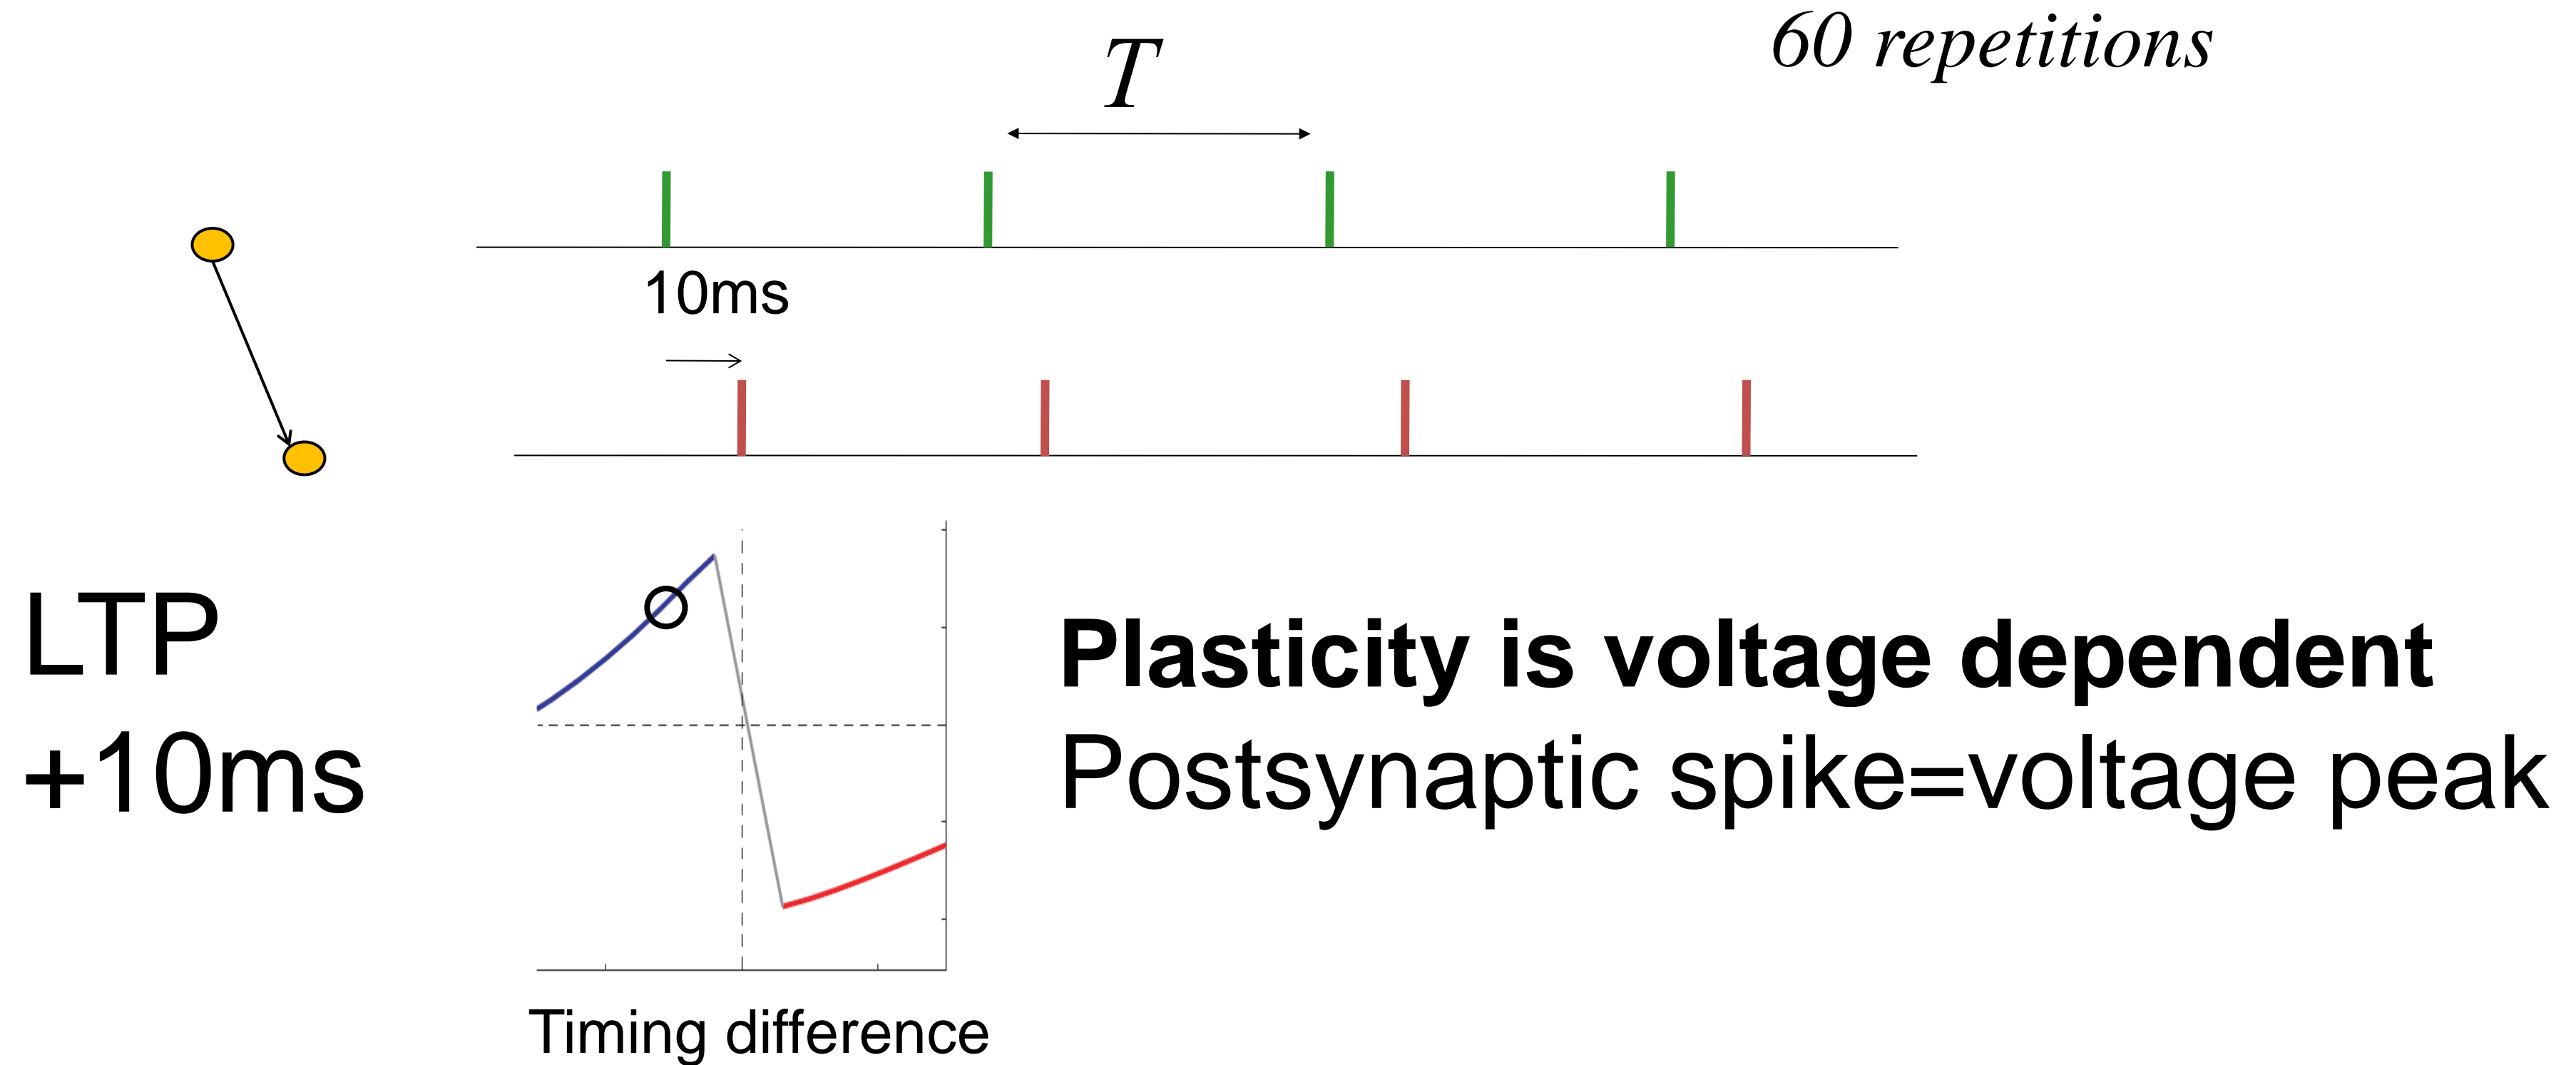 60 repetitions
T
10ms
LTP
+10ms
Plasticity is voltage dependent
Postsynaptic spike=voltage peak
Timing difference